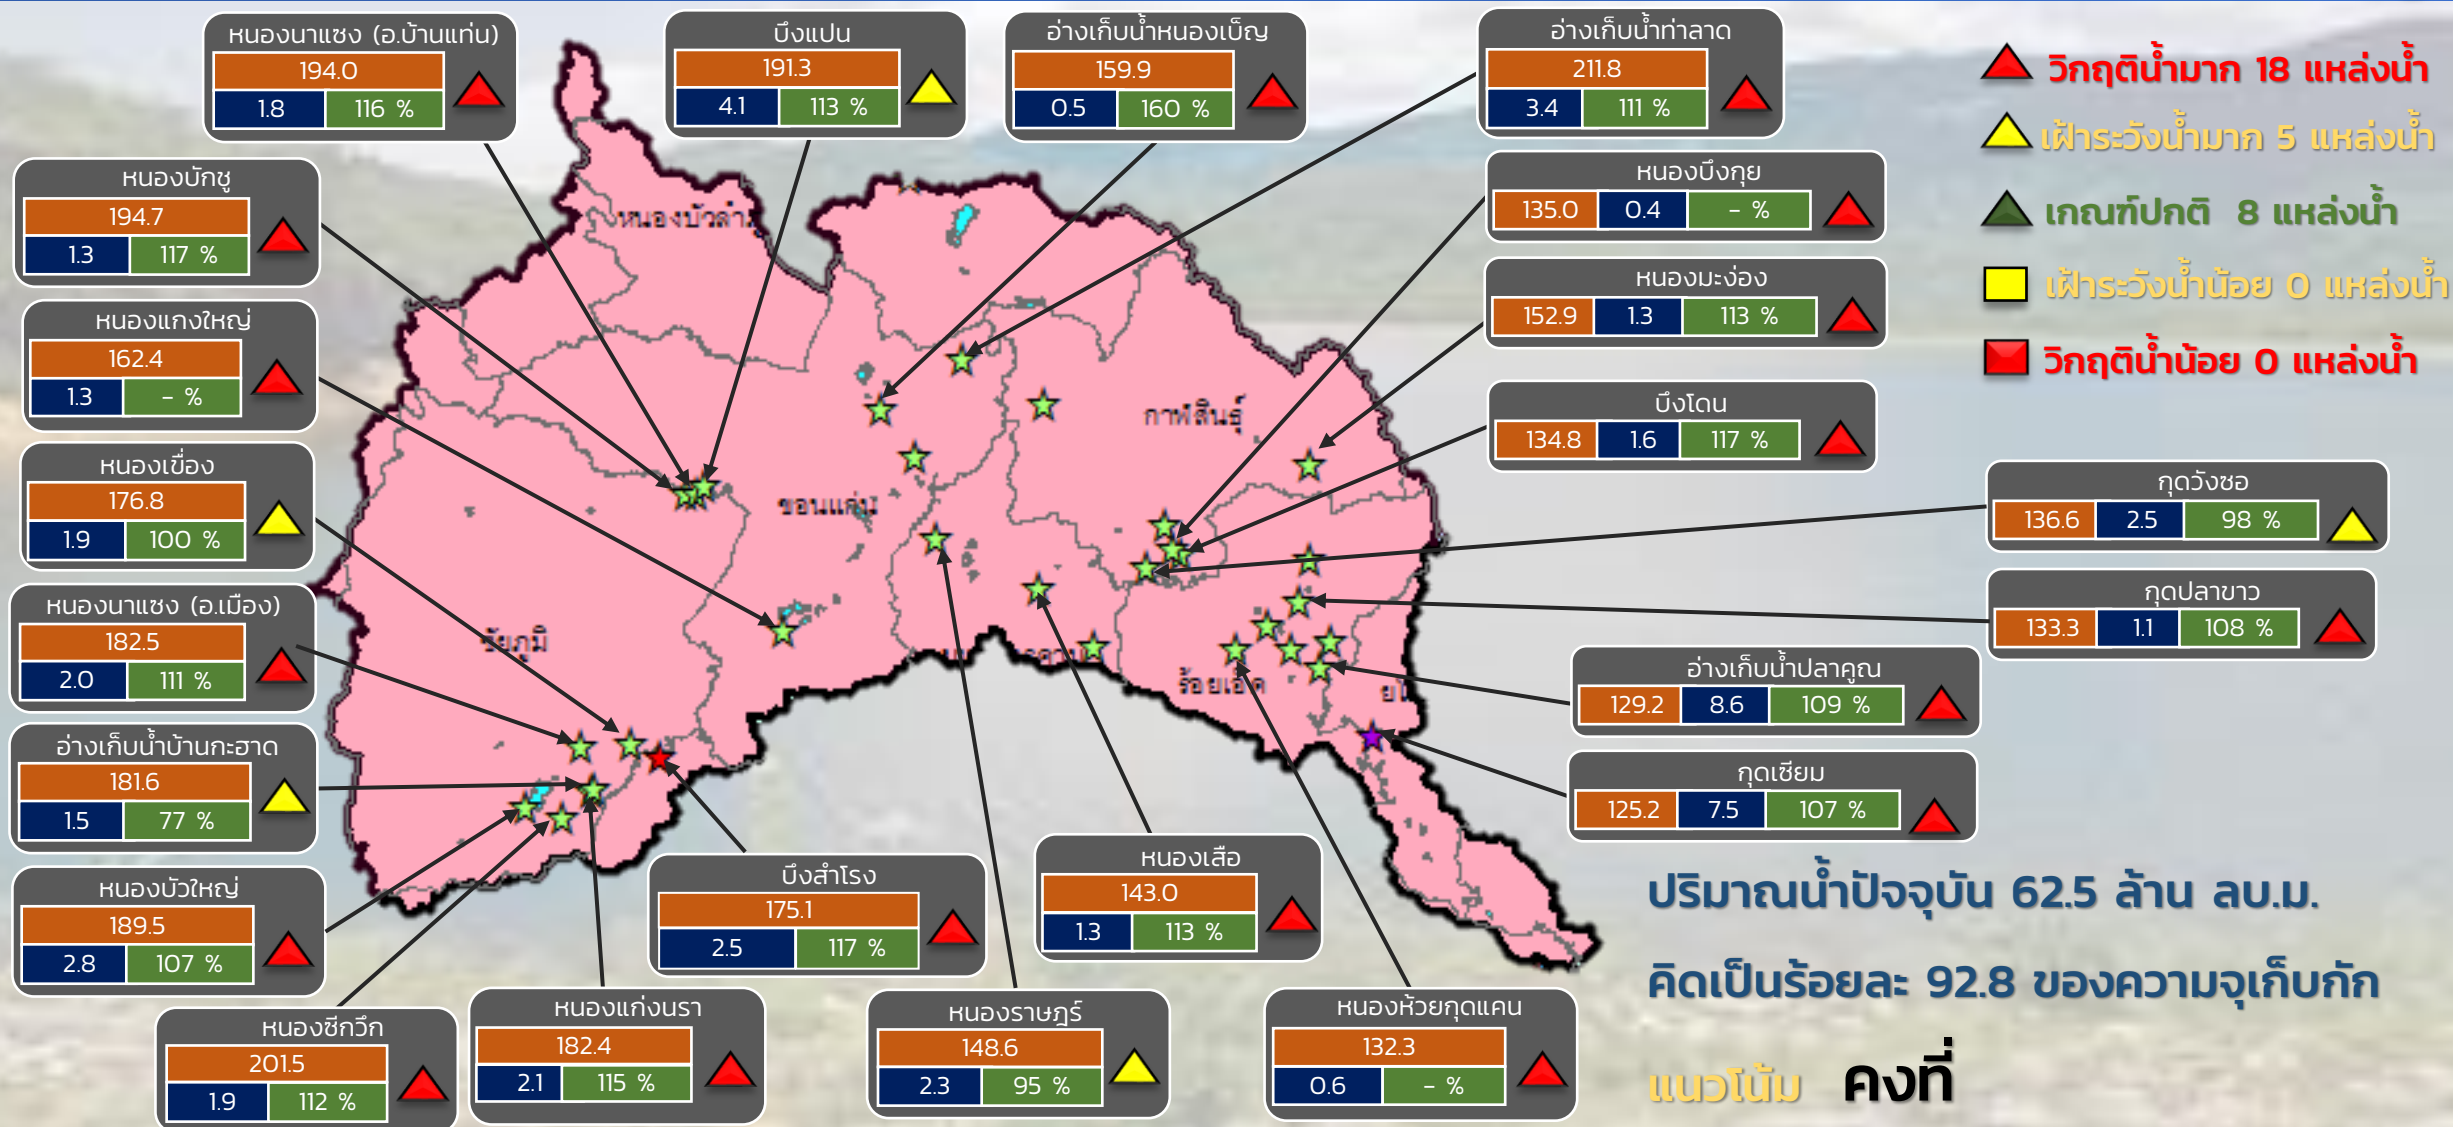 หนองนาแซง (อ.บ้านแท่น)
194.0
1.8 116 %
บึงแปน
191.3
4.1 113 %
อ่างเก็บน้ำหนองเบ็ญ
159.9
0.5 160 %
อ่างเก็บน้ำท่าลาด
211.8
3.4 111 %
วิกฤติน้ำมาก 18 แหล่งน้ำ
เฝ้าระวังน้ำมาก 5 แหล่งน้ำ
เกณฑ์ปกติ 8 แหล่งน้ำ
เฝ้าระวังน้ำน้อย 0 แหล่งน้ำ
วิกฤติน้ำน้อย 0 แหล่งน้ำ
หนองบักชู
194.7
1.3 117 %
หนองบึงกุย
135.0 0.4 - %
หนองมะง่อง
152.9 1.3 113 %
หนองแกงใหญ่
162.4
1.3 - %
บึงโดน
134.8 1.6 117 %
หนองเขื่อง
176.8
1.9 100 %
กุดวังซอ
136.6 2.5 98 %
หนองนาแซง (อ.เมือง)
182.5
2.0 111 %
กุดปลาขาว
133.3 1.1 108 %
อ่างเก็บน้ำปลาคูณ
129.2 8.6 109 %
อ่างเก็บน้ำบ้านกะฮาด
181.6
1.5 77 %
กุดเซียม
125.2 7.5 107 %
หนองบัวใหญ่
189.5
2.8 107 %
บึงสำโรง
175.1
2.5 117 %
หนองเสือ
143.0
1.3 113 %
หนองซึกวึก
201.5
1.9 112 %
หนองแก่งนรา
182.4
2.1 115 %
หนองราษฎร์
148.6
2.3 95 %
หนองห้วยกุดแคน
132.3
0.6 - %
กาฬสินธุ์
ขอนแก่น
ชัยภูมิ
ร้อยเอ็ด
ปริมาณน้ำปัจจุบัน 62.5 ล้าน ลบ.ม.
คิดเป็นร้อยละ 92.8 ของความจุเก็บกัก
แนวโน้ม คงที่